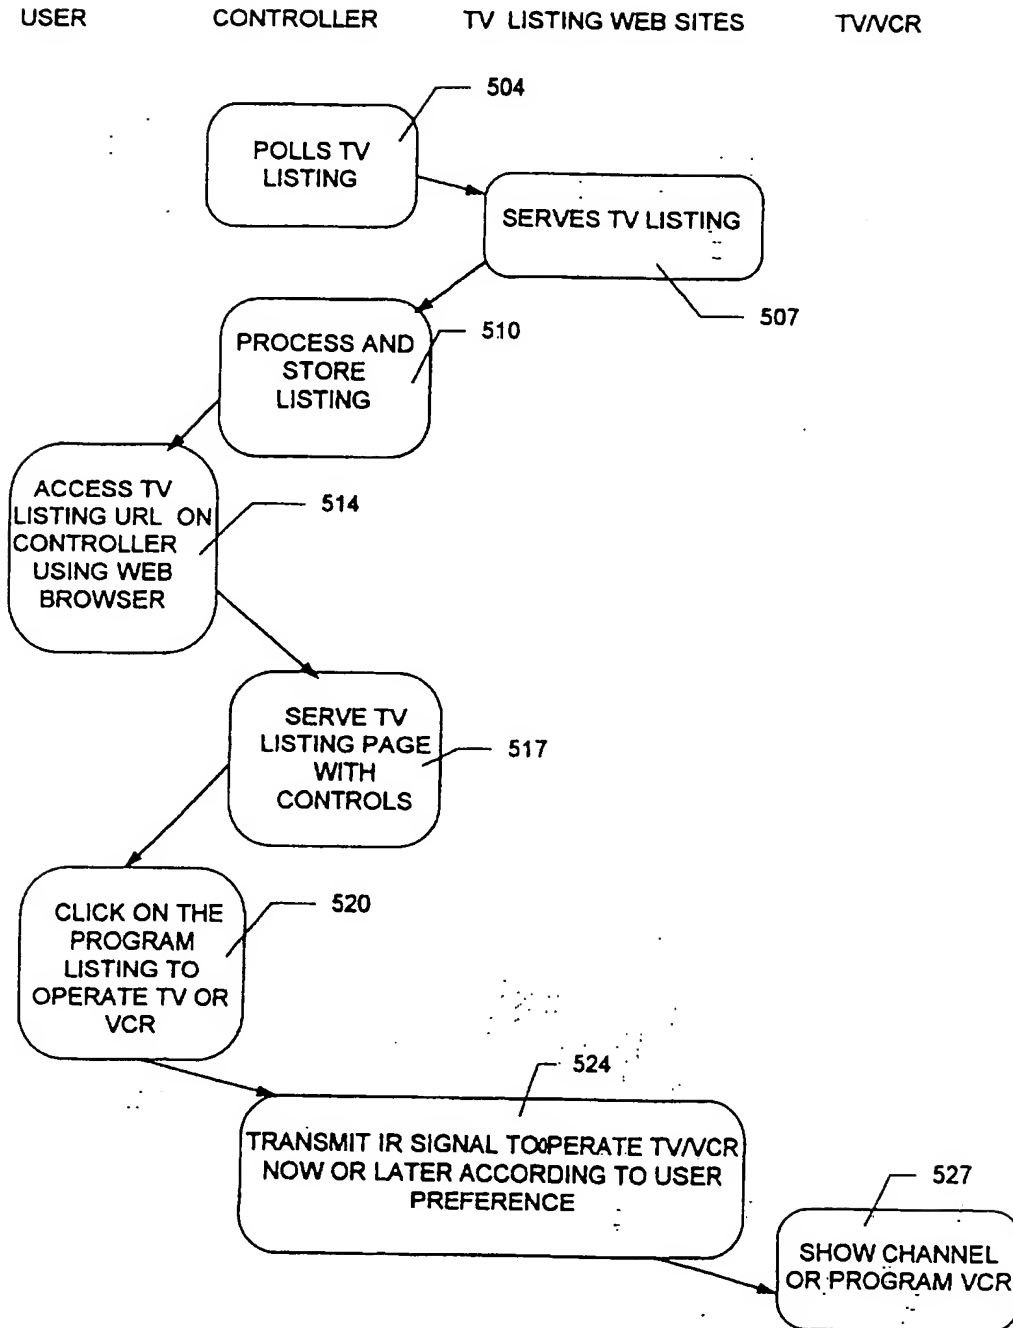 USER CONTROLLER TV LISTING WEB SITES TV/VCR
504
POLLS TV
LISTING
SERVES TV LISTING
507
510
PROCESS AND
STORE
LISTING
514
ACCESS TV
LISTING URL ON
CONTROLLER
USING WEB
BROWSER
SERVE TV
LISTING PAGE
WITH
CONTROLS
517
520
CLICK ON THE
PROGRAM
LISTING TO
OPERATE TV OR
VCR
524
TRANSMIT IR SIGNAL TO OPERATE TV/VCR
NOW OR LATER ACCORDING TO USER
PREFERENCE
527
SHOW CHANNEL
OR PROGRAM VCR